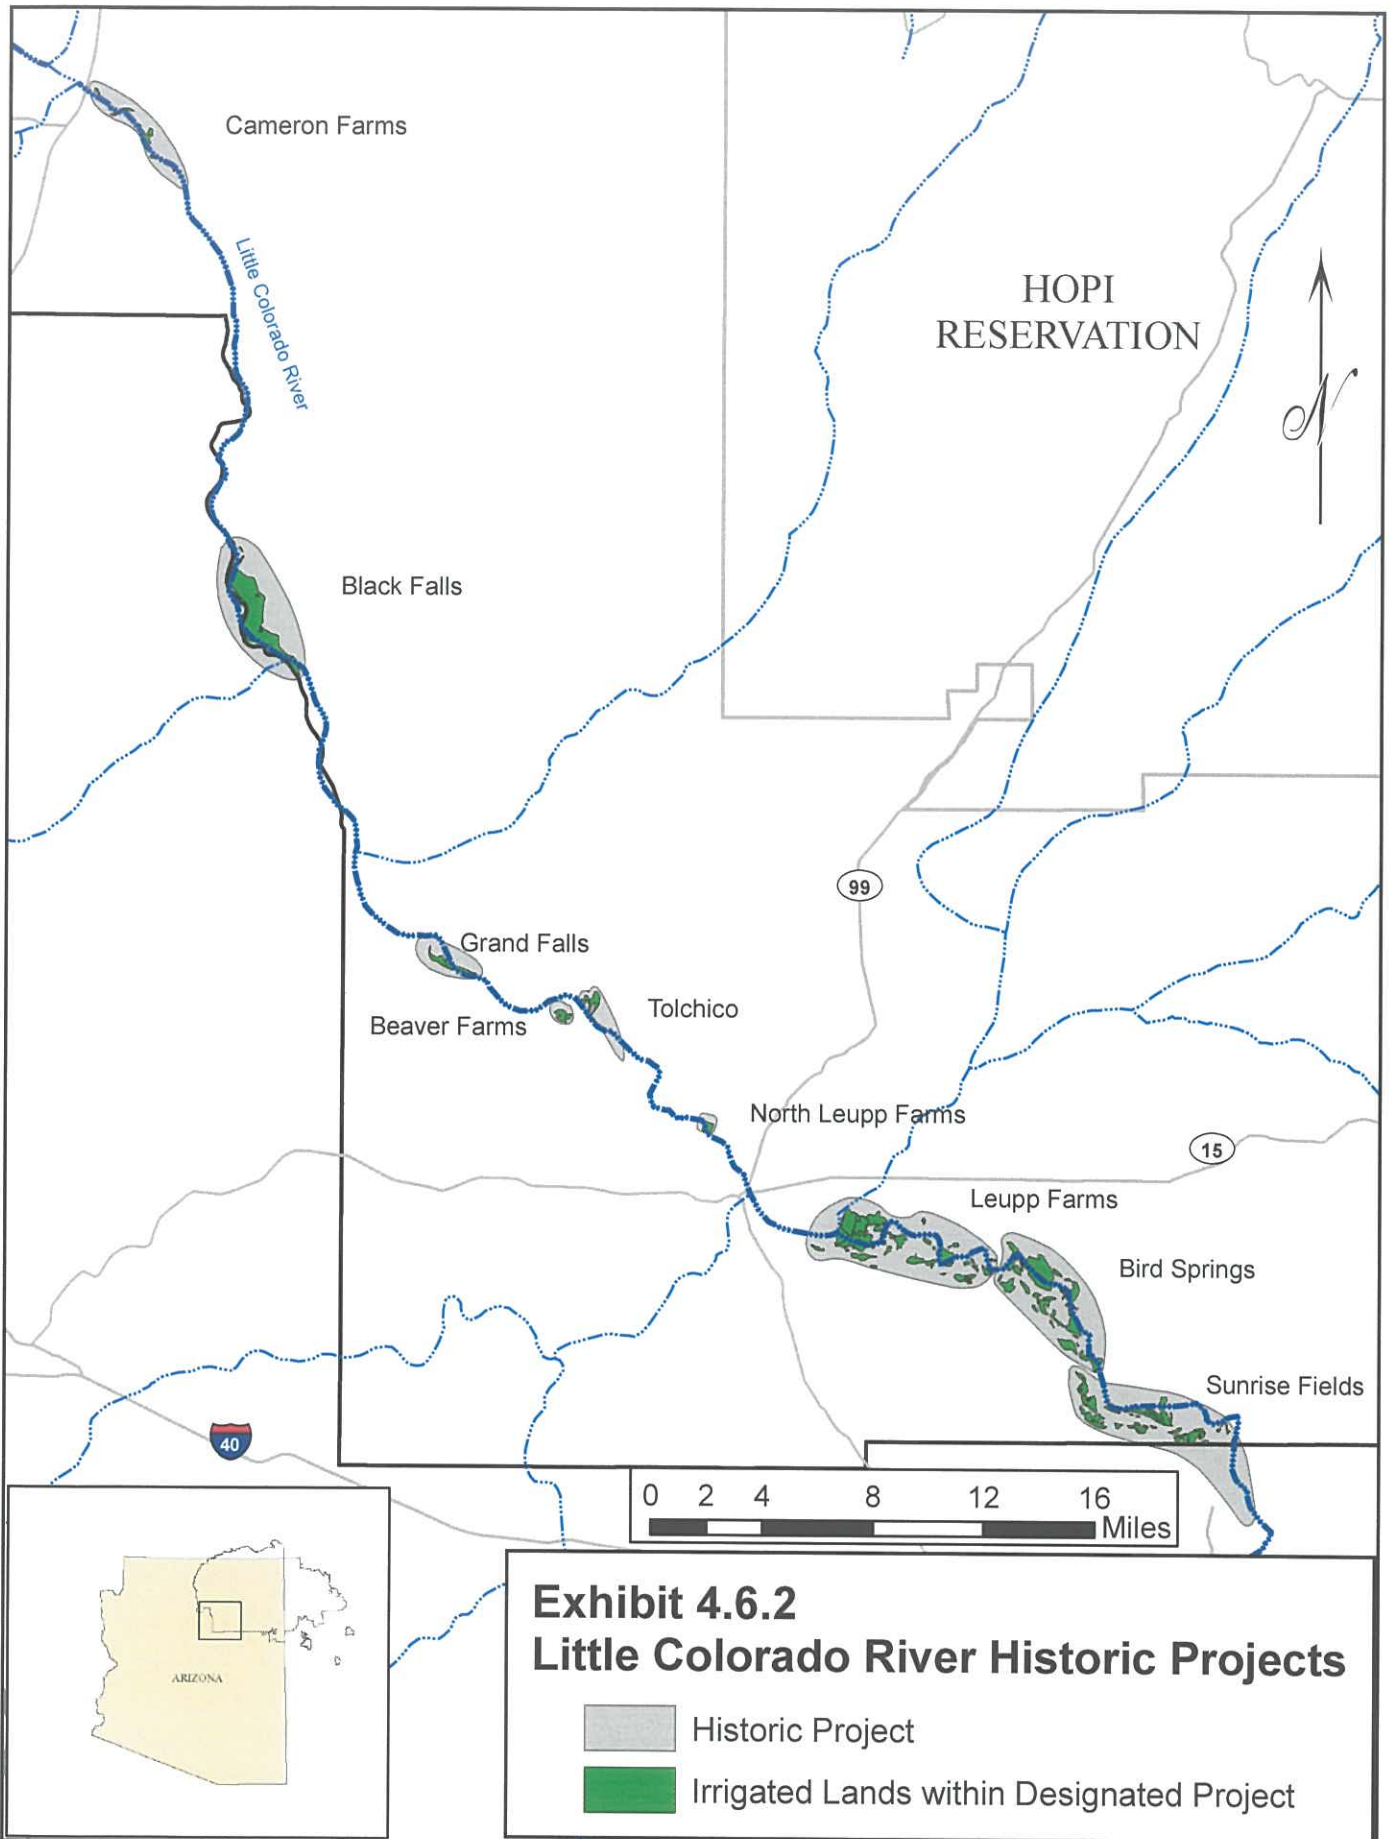 Cameron Farms
Little Colorado River
HOPI
RESERVATION
N
Black Falls
99
Grand Falls
Tolchico
Beaver Farms
North Leupp Farms
15
Leupp Farms
Bird Springs
Sunrise Fields
40
0 2 4 8 12 16
Miles
ARIZONA
Exhibit 4.6.2
Little Colorado River Historic Projects
Historic Project
Irrigated Lands within Designated Project